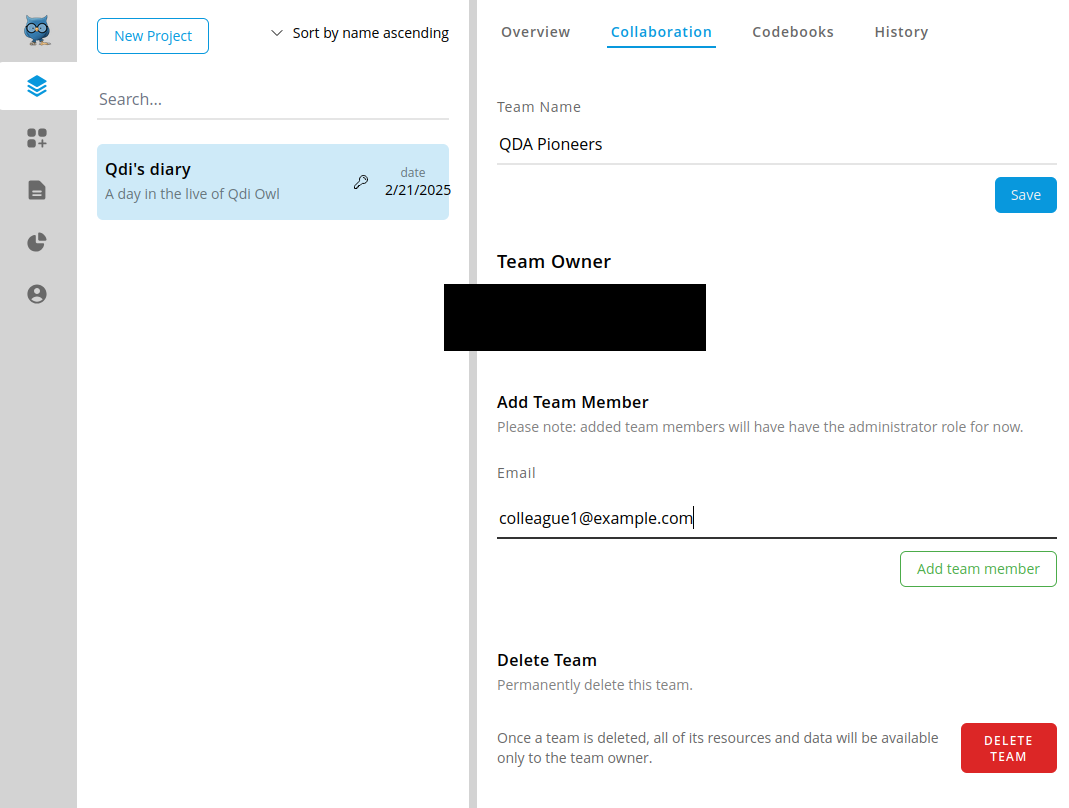 New Project
Sort by name ascending
Search...
Qdi's diary
A day in the live of Qdi Owl
date
2/21/2025
Overview
Collaboration
Codebooks
History
Team Name
QDA Pioneers
Save
Team Owner
Add Team Member
Please note: added team members will have have the administrator role for now.
Email
colleague1@example.com
Add team member
Delete Team
Permanently delete this team.
Once a team is deleted, all of its resources and data will be available
only to the team owner.
DELETE
TEAM